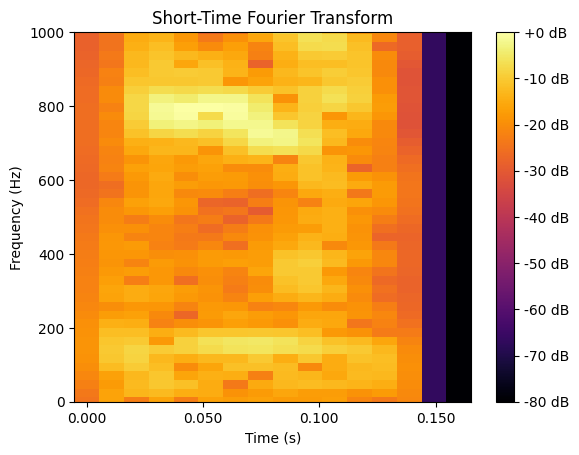 Short-Time Fourier Transform
1000
800
600
400
200
0
Frequency (Hz)
0.000
0.050
0.100
0.150
Time (s)
+0 dB
-10 dB
-20 dB
-30 dB
-40 dB
-50 dB
-60 dB
-70 dB
-80 dB